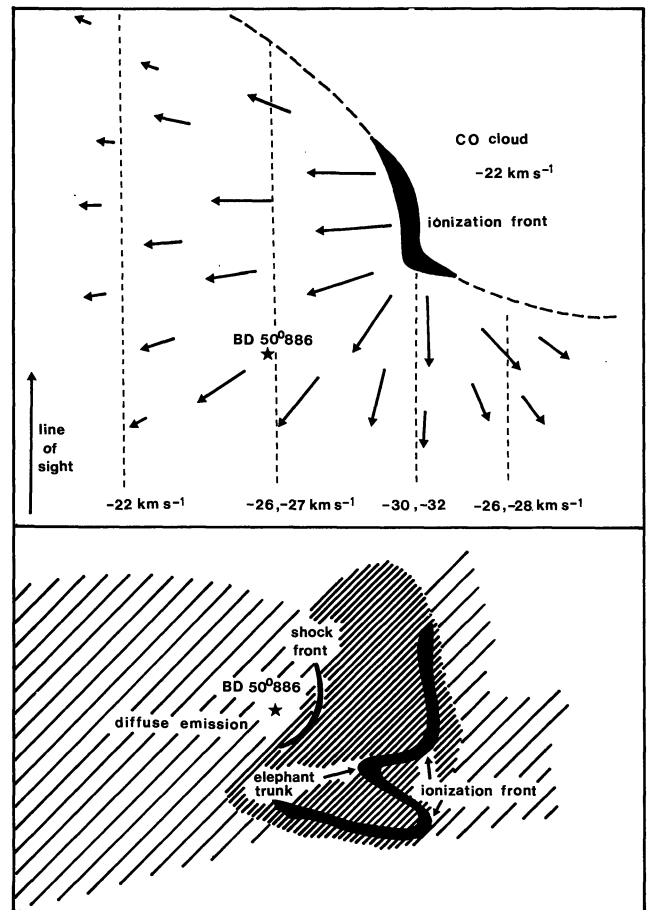 CO cloud
-22 km s⁻¹
ionization front
BD 50⁰886
line
of
sight
-22 km s⁻¹
-26,-27 km s⁻¹
-30,-32
-26,-28 km s⁻¹
shock
front
BD 50⁰886
diffuse emission
elephant
trunk
ionization front